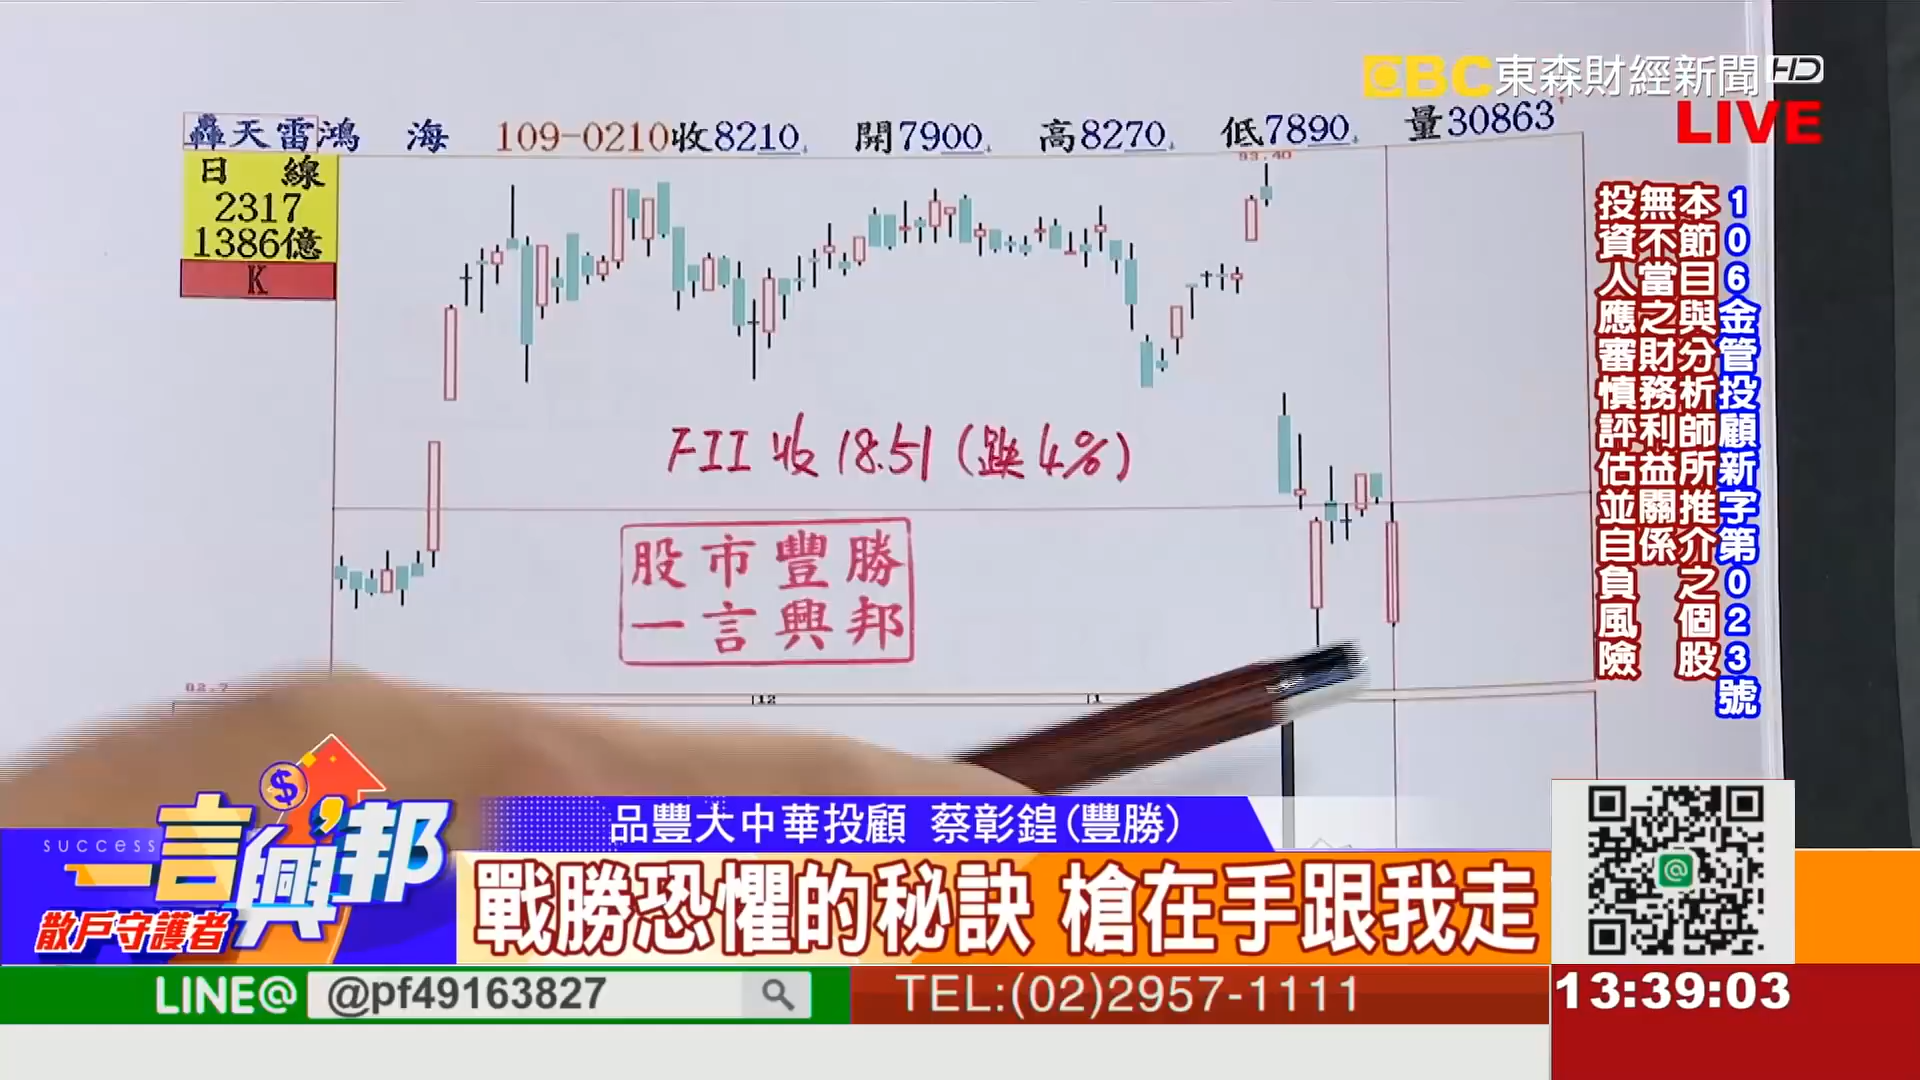 EBC 東森財經新聞 HD
LIVE
轟天雷鴻 海 109-0210收8210 開7900 高8270 低7890 量30863
日 線
2317
1386億
K
93.40
FII 收 18.51 (跌 4%)
股市豐勝
一言興邦
12
1
106金管投顧新字第023號
本節目與分析師所推介之個股
無不當之財務利益關係
投資人應審慎評估並自負風險
$
success
一言興邦
散戶守護者
品豐大中華投顧 蔡彰鍠(豐勝)
戰勝恐懼的秘訣 槍在手跟我走
LINE@ @pf49163827
TEL:(02)2957-1111
13:39:03